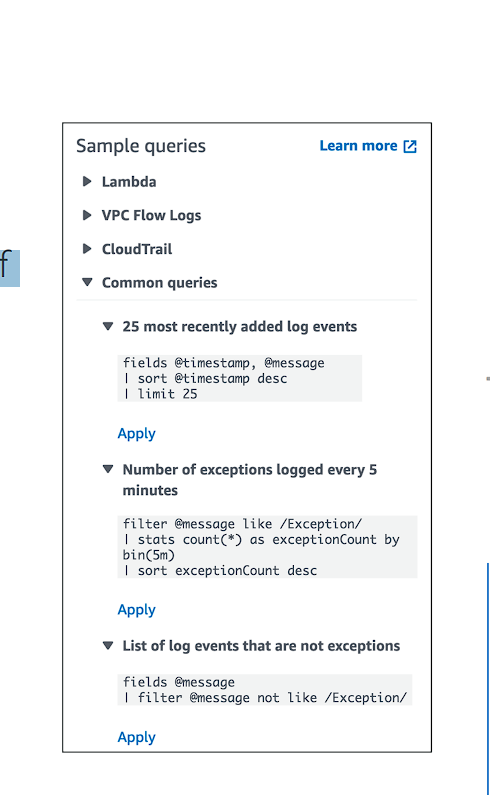 Sample queries Learn more
Lambda
VPC Flow Logs
f
CloudTrail
Common queries
25 most recently added log events
fields @timestamp, @message
| sort @timestamp desc
| limit 25
Apply
Number of exceptions logged every 5
minutes
filter @message like /Exception/
| stats count(*) as exceptionCount by
bin(5m)
| sort exceptionCount desc
Apply
List of log events that are not exceptions
fields @message
| filter @message not like /Exception/
Apply